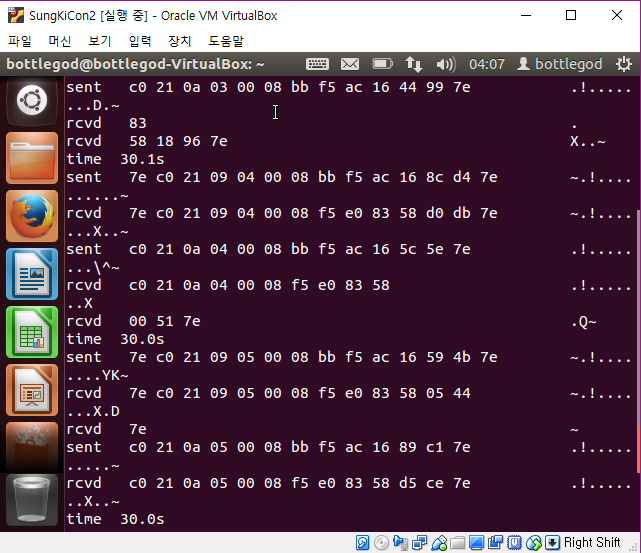 SungKiCon2 [실행 중] - Oracle VM VirtualBox
파일 머신 보기 입력 장치 도움말
bottlegod@bottlegod-VirtualBox: ~ 04:07 bottlegod
sent c0 21 0a 03 00 08 bb f5 ac 16 44 99 7e .!.....
...D.~
rcvd 83 .
rcvd 58 18 96 7e X..~
time 30.1s
sent 7e c0 21 09 04 00 08 bb f5 ac 16 8c d4 7e ~.!....
......~
rcvd 7e c0 21 09 04 00 08 f5 e0 83 58 d0 db 7e ~.!....
...X..~
sent c0 21 0a 04 00 08 bb f5 ac 16 5c 5e 7e .!.....
...\^~
rcvd c0 21 0a 04 00 08 f5 e0 83 58 .!.....
..X
rcvd 00 51 7e .Q~
time 30.0s
sent 7e c0 21 09 05 00 08 bb f5 ac 16 59 4b 7e ~.!....
....YK~
rcvd 7e c0 21 09 05 00 08 f5 e0 83 58 05 44 ~.!....
...X.D
rcvd 7e ~
sent c0 21 0a 05 00 08 bb f5 ac 16 89 c1 7e .!.....
.....~
rcvd c0 21 0a 05 00 08 f5 e0 83 58 d5 ce 7e .!.....
..X..~
time 30.0s
Right Shift